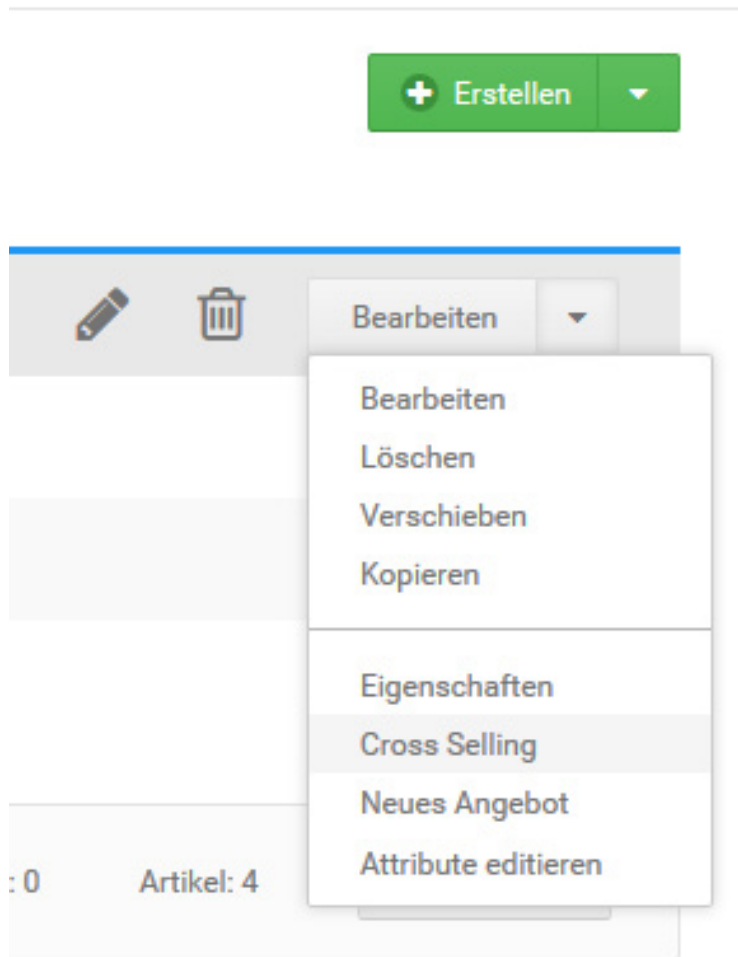 Erstellen
Bearbeiten
Bearbeiten
Löschen
Verschieben
Kopieren
Eigenschaften
Cross Selling
Neues Angebot
Attribute editieren
: 0 Artikel: 4